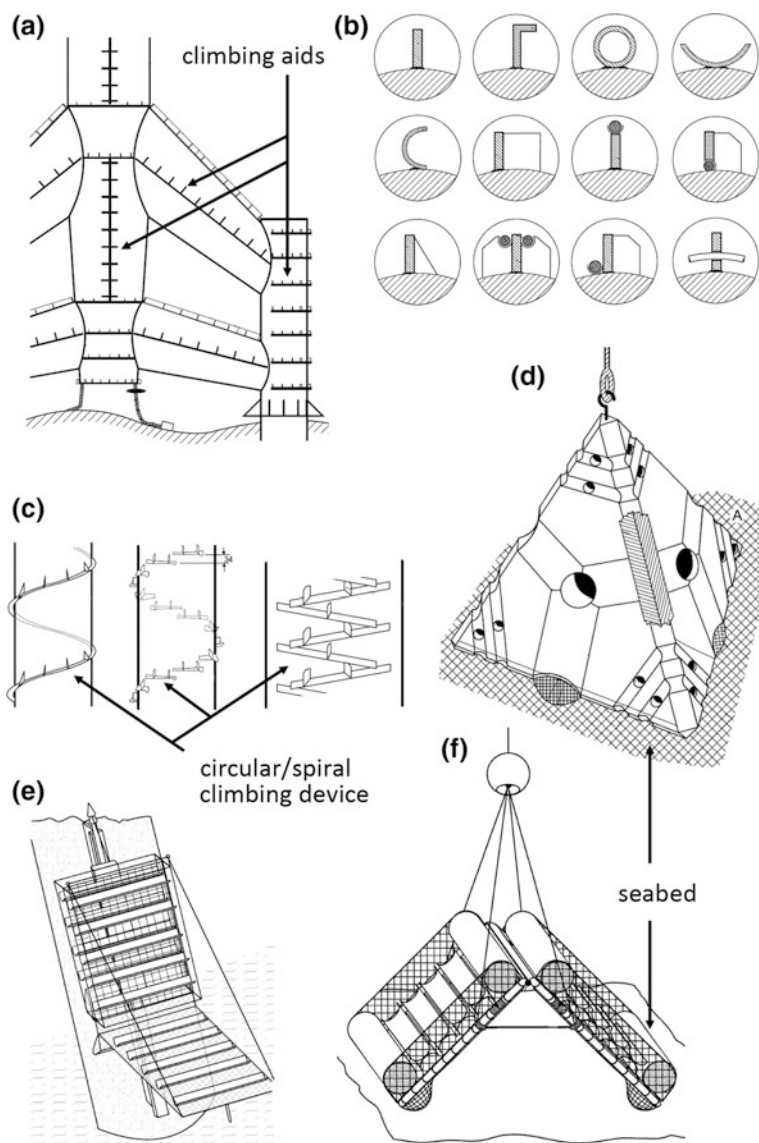 (a)
climbing aids
(b)
(c)
circular/spiral
climbing device
(d)
A
(e)
(f)
seabed